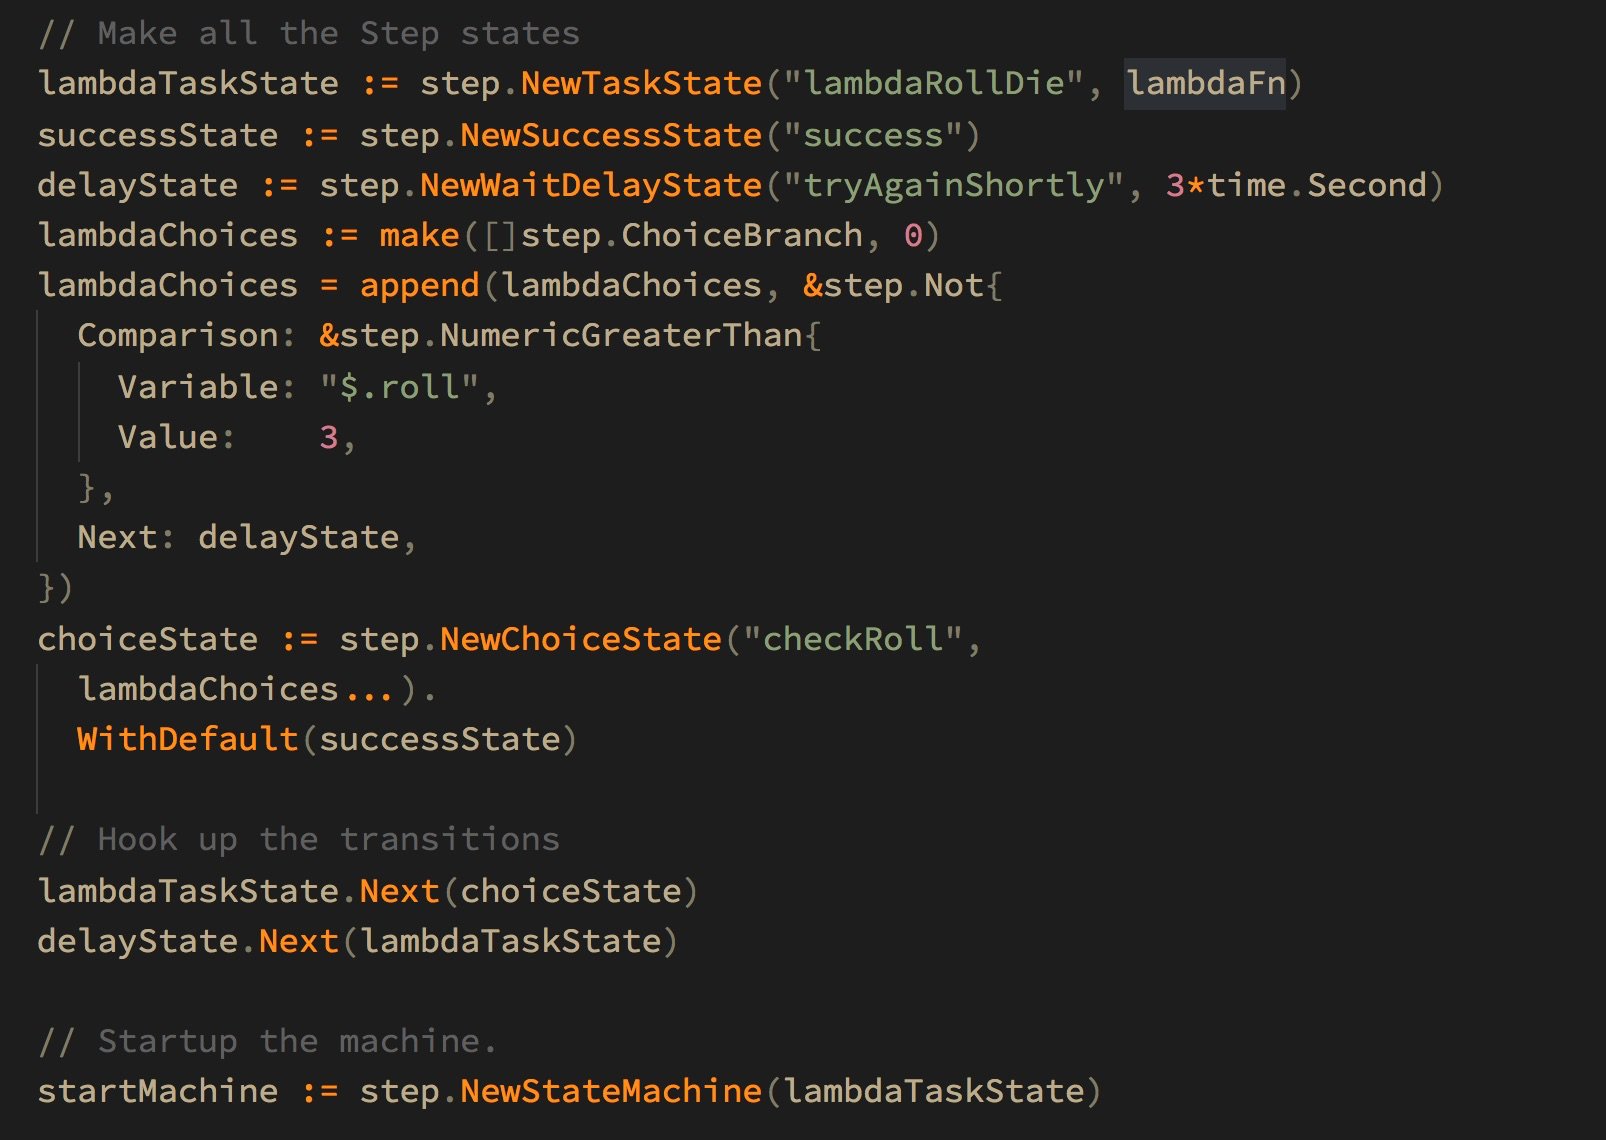 // Make all the Step states
lambdaTaskState := step.NewTaskState("lambdaRollDie", lambdaFn)
successState := step.NewSuccessState("success")
delayState := step.NewWaitDelayState("tryAgainShortly", 3*time.Second)
lambdaChoices := make([]step.ChoiceBranch, 0)
lambdaChoices = append(lambdaChoices, &step.Not{
  Comparison: &step.NumericGreaterThan{
    Variable: "$.roll",
    Value:    3,
  },
  Next: delayState,
})
choiceState := step.NewChoiceState("checkRoll",
  lambdaChoices...).
  WithDefault(successState)

// Hook up the transitions
lambdaTaskState.Next(choiceState)
delayState.Next(lambdaTaskState)

// Startup the machine.
startMachine := step.NewStateMachine(lambdaTaskState)